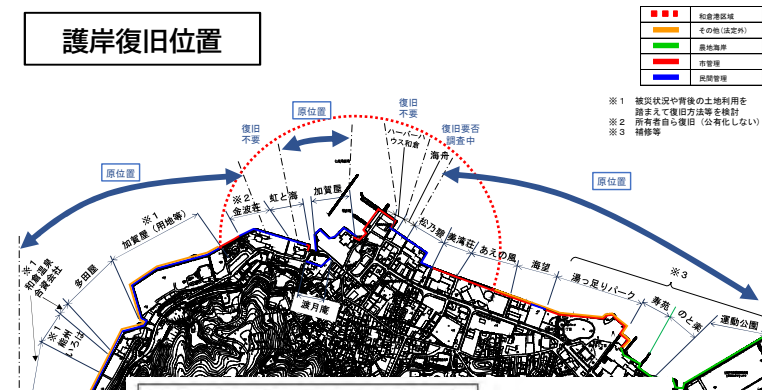 護岸復旧位置
和倉港区域
その他(法定外)
農地海岸
市管理
民間管理
※1 被災状況や背後の土地利用を
踏まえて復旧方法等を検討
※2 所有者自ら復旧(公有化しない)
※3 補修等
原位置
復旧
不要
原位置
復旧
不要
復旧要否
調査中
原位置
ハーバーハ
ウス和倉
海舟
※1
和倉温泉
合資会社
※1
能楽
いろは
多田屋
※1
加賀屋(用地等)
※2
金波荘
虹と海
加賀屋
渡月庵
松乃碧
美湾荘
あえの風
海望
湯っ足りパーク
※3
寿苑
のと楽
運動公園